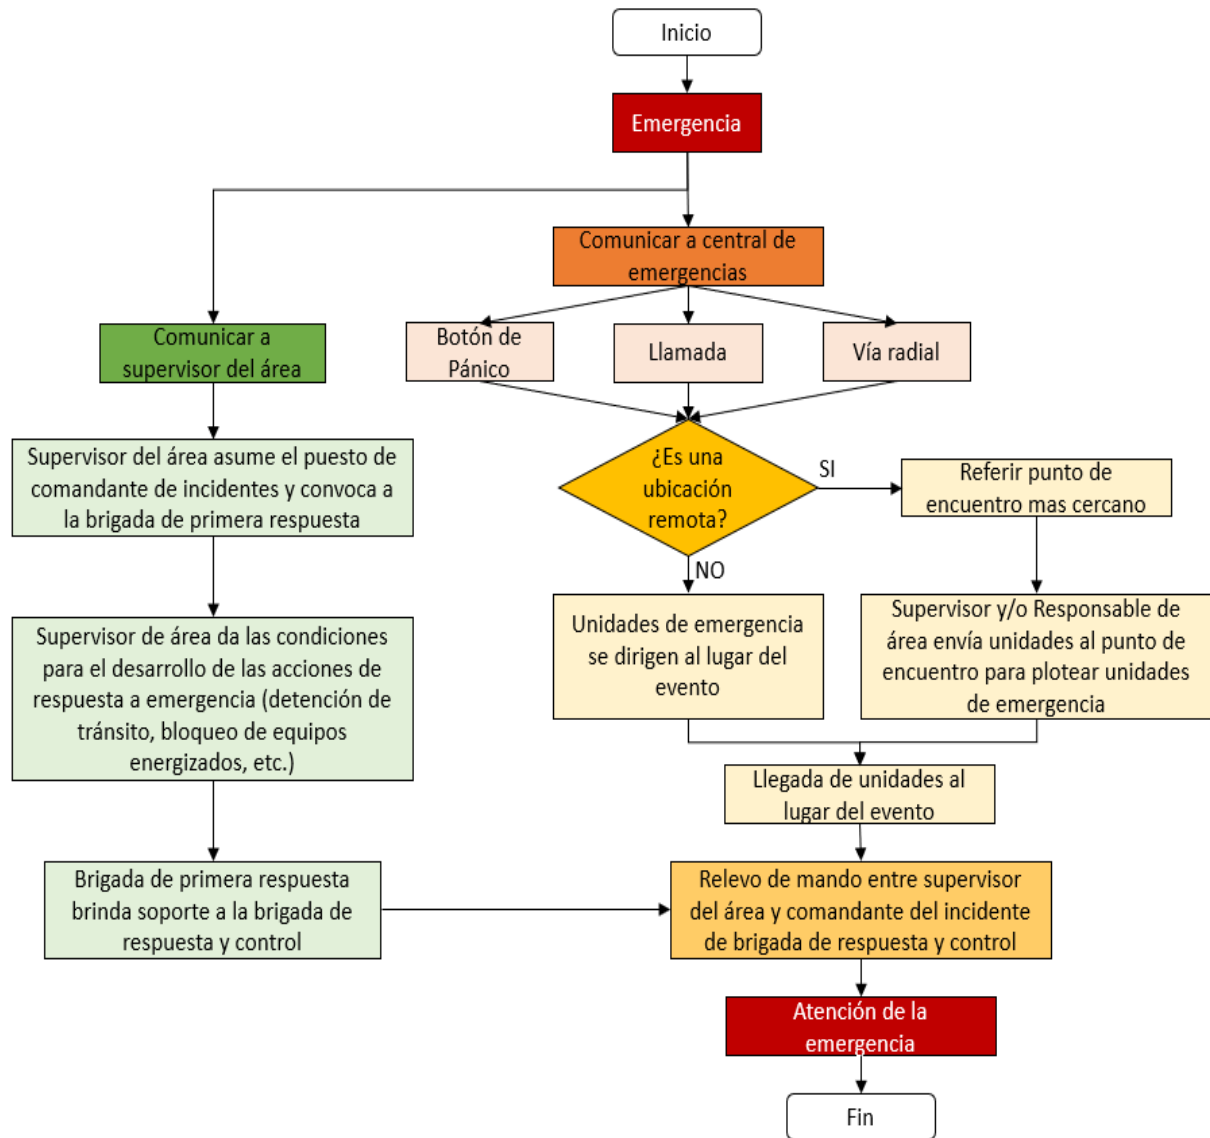 Inicio
Emergencia
Comunicar a central de
emergencias
Comunicar a
supervisor del área
Botón de
Pánico
Llamada
Vía radial
Supervisor del área asume el puesto de
comandante de incidentes y convoca a
la brigada de primera respuesta
¿Es una
ubicación
remota?
SI
Referir punto de
encuentro mas cercano
NO
Supervisor de área da las condiciones
para el desarrollo de las acciones de
respuesta a emergencia (detención de
tránsito, bloqueo de equipos
energizados, etc.)
Unidades de emergencia
se dirigen al lugar del
evento
Supervisor y/o Responsable de
área envía unidades al punto de
encuentro para plotear unidades
de emergencia
Llegada de unidades al
lugar del evento
Brigada de primera respuesta
brinda soporte a la brigada de
respuesta y control
Relevo de mando entre supervisor
del área y comandante del incidente
de brigada de respuesta y control
Atención de la
emergencia
Fin